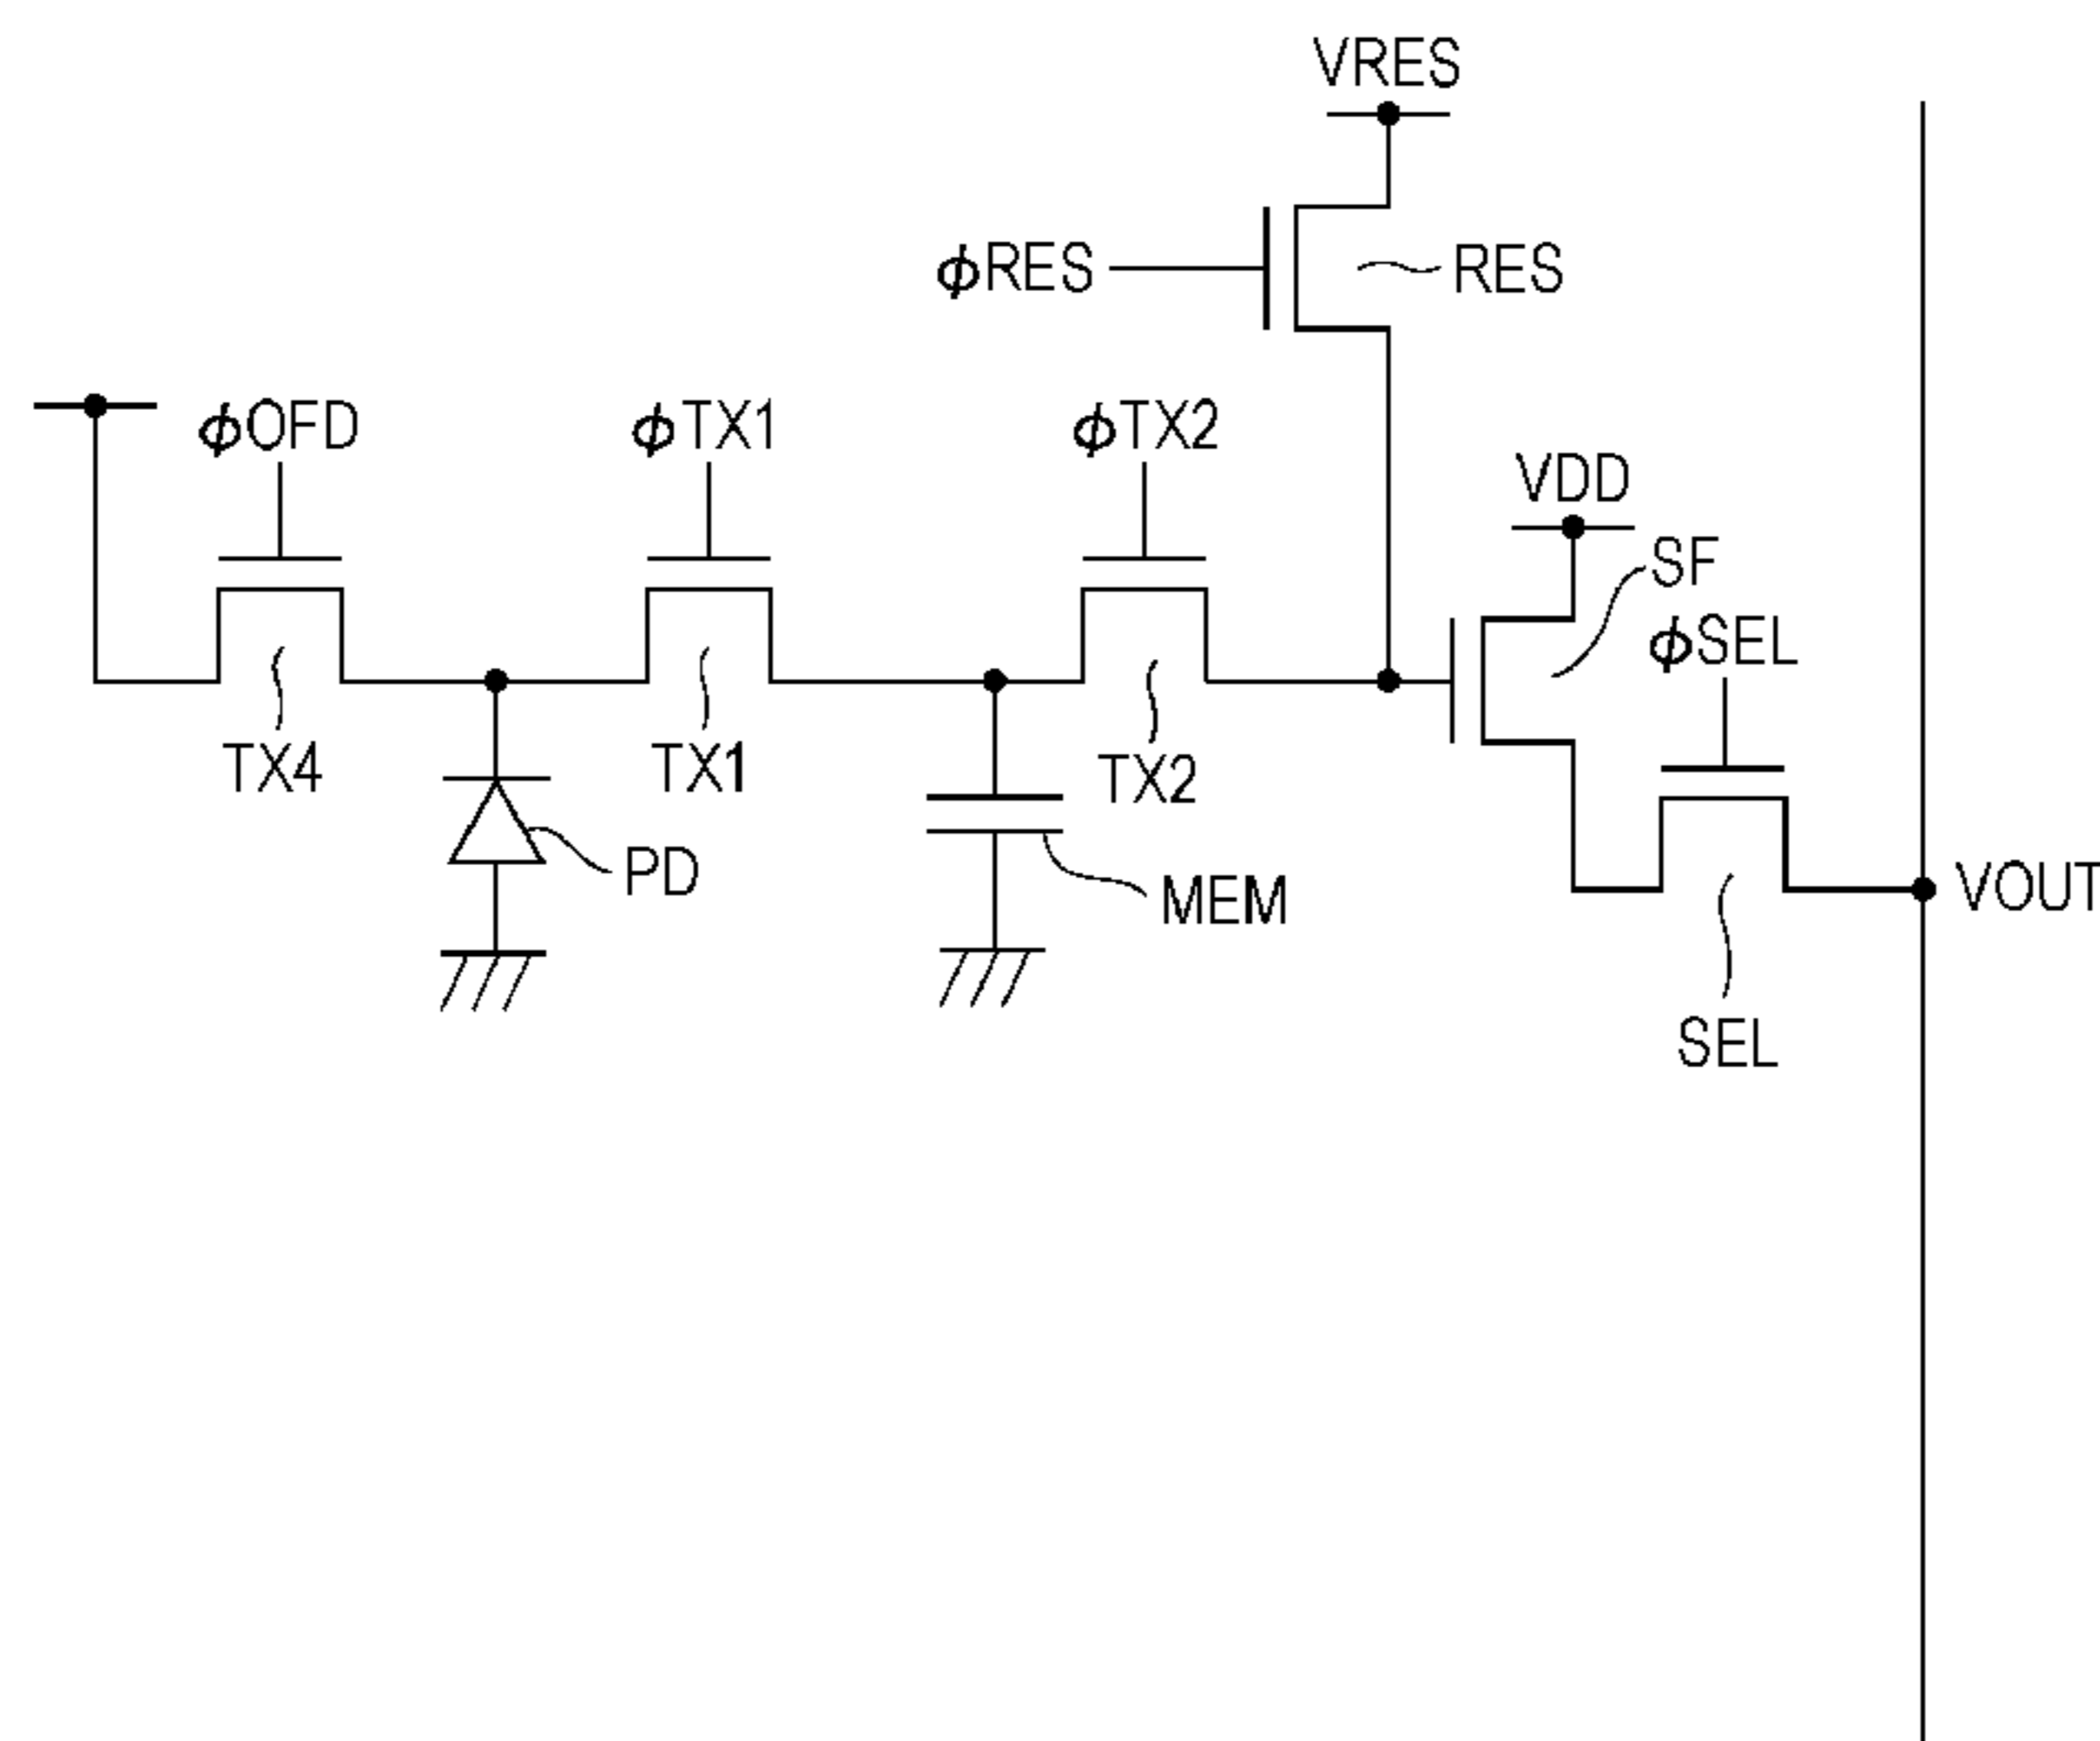 VRES
ϕRES
RES
ϕOFD
ϕTX1
ϕTX2
VDD
SF
ϕSEL
TX4
TX1
TX2
PD
MEM
VOUT
SEL